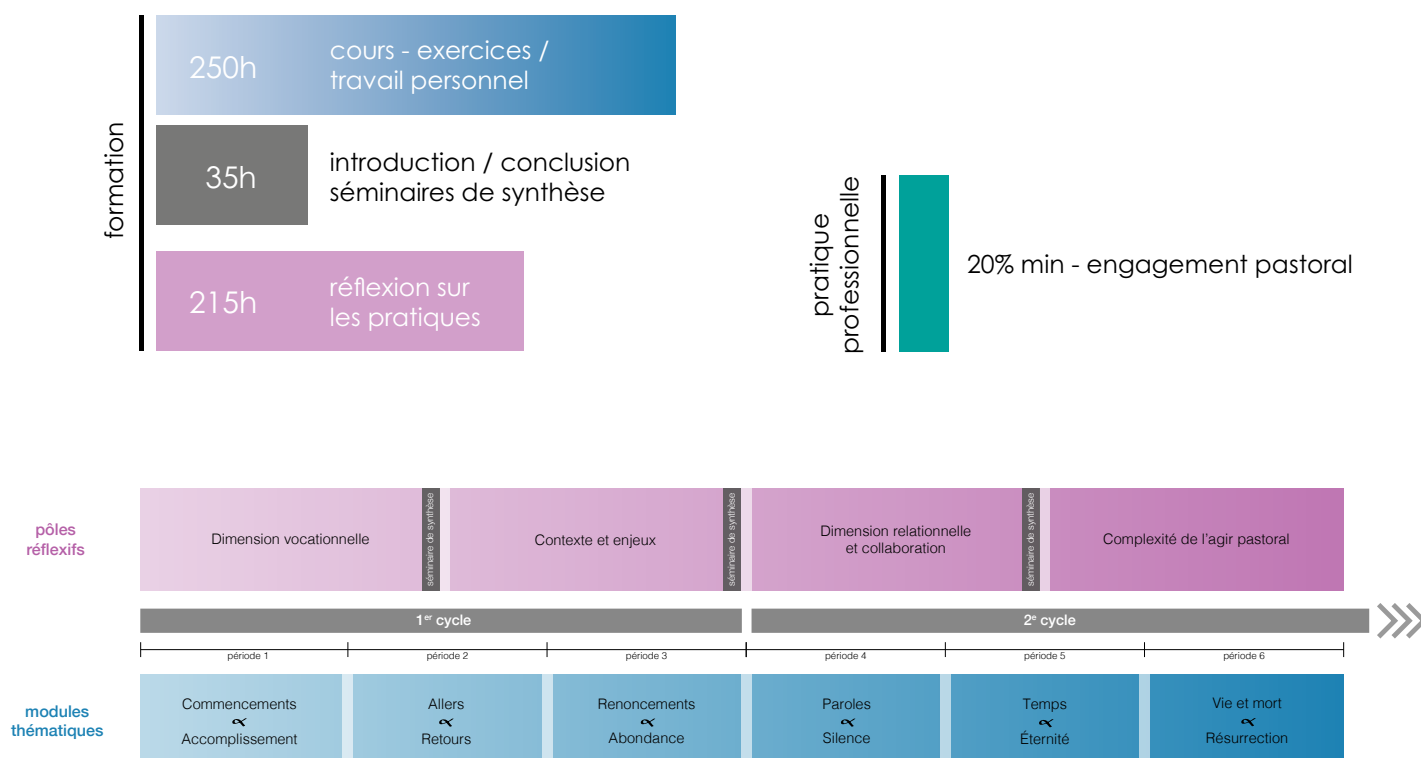 formation
250h
cours - exercices /
travail personnel
35h
introduction / conclusion
séminaires de synthèse
215h
réflexion sur
les pratiques
pratique
professionnelle
20% min - engagement pastoral
pôles
réflexifs
Dimension vocationnelle
séminaire de synthèse
Contexte et enjeux
séminaire de synthèse
Dimension relationnelle
et collaboration
séminaire de synthèse
Complexité de l'agir pastoral
1er cycle
2e cycle
période 1
période 2
période 3
période 4
période 5
période 6
modules
thématiques
Commencements
∝
Accomplissement
Allers
∝
Retours
Renoncements
∝
Abondance
Paroles
∝
Silence
Temps
∝
Éternité
Vie et mort
∝
Résurrection